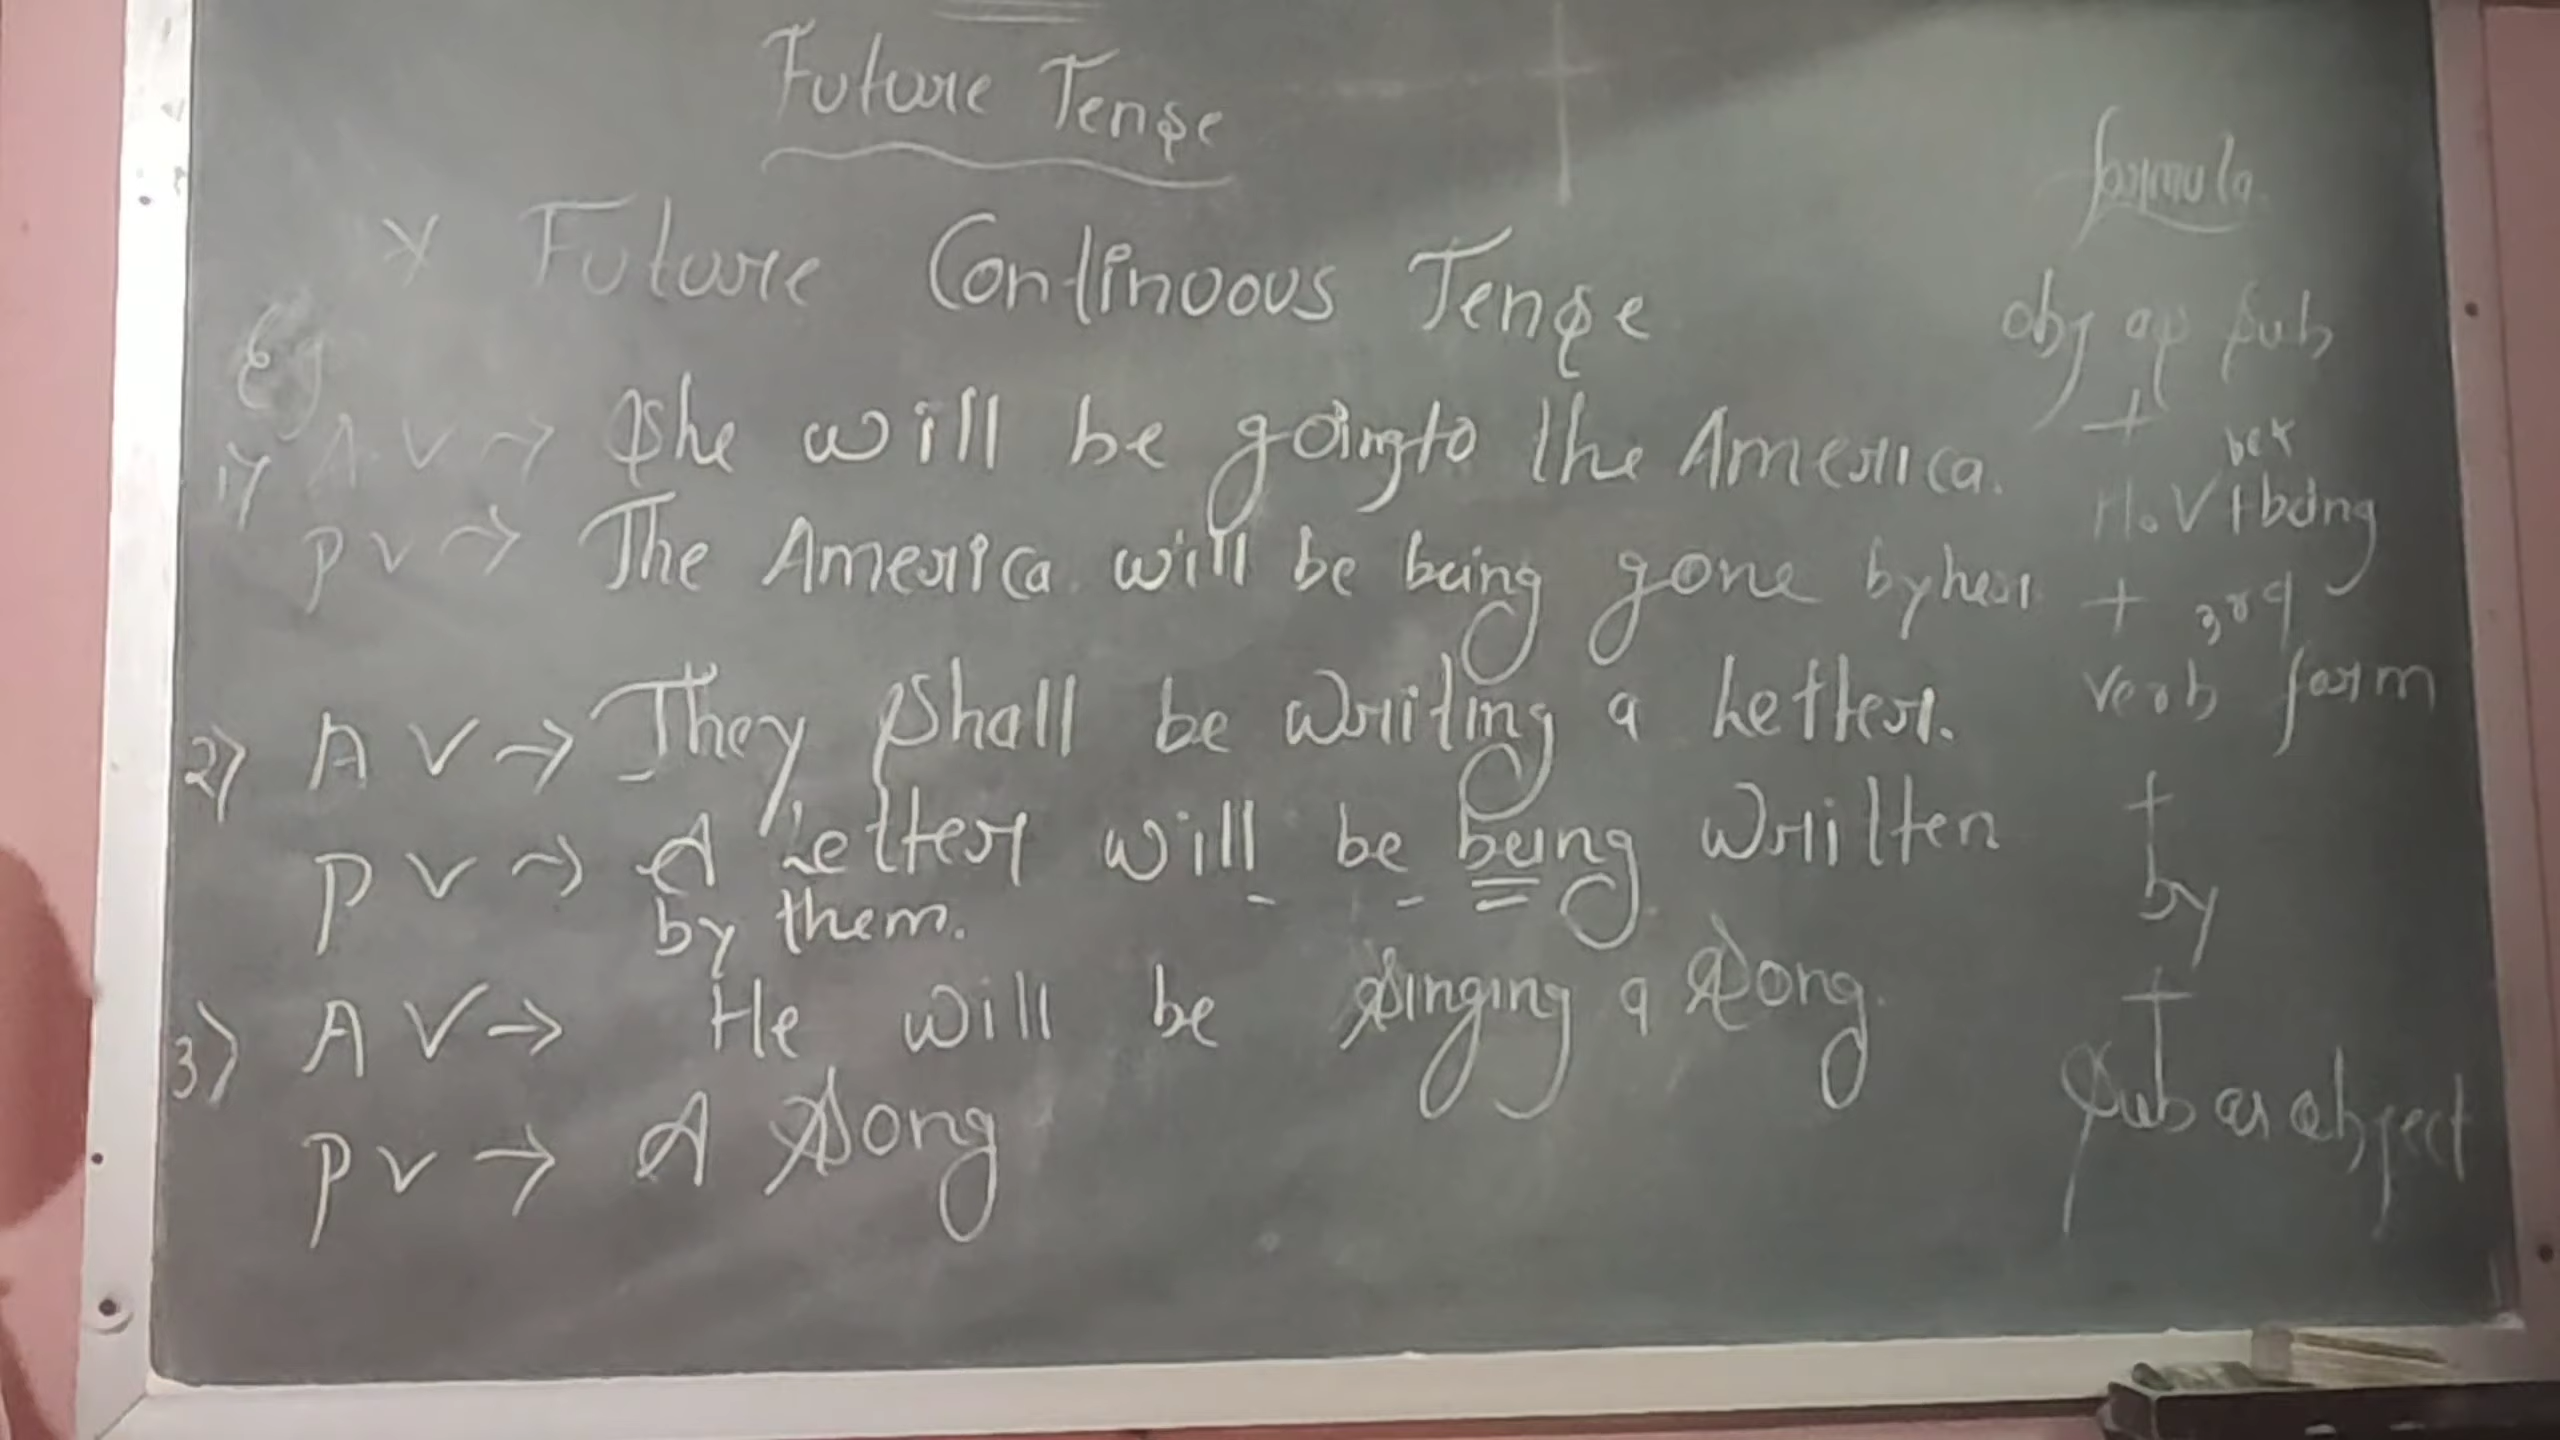 Future Tense
formula.
* Future Continuous Tense
obj as sub
Eg
+
1) A.V → She will be going to the America.
be +
H.V + being
PV → The America will be being gone by her
+ 3rd
verb form
2) AV → They Shall be Writing a Letter.
+
PV → A Letter will be being Written
by them.
by
3) AV → He Will be Singing a Song.
+
Sub as object
PV → A Song